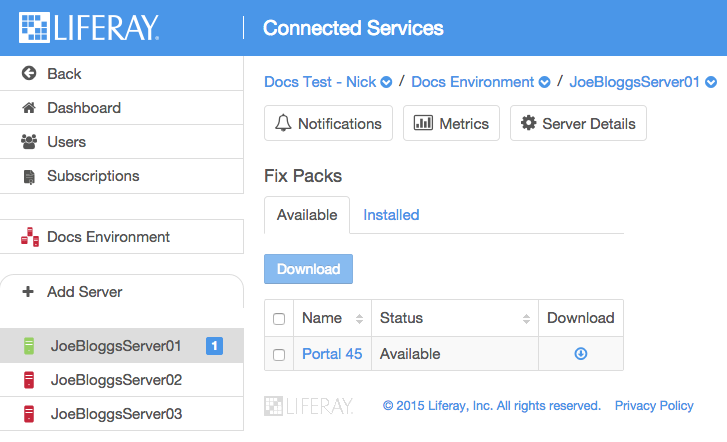 LIFERAY.
Connected Services
Back
Dashboard
Users
Subscriptions
Docs Environment
Add Server
JoeBloggsServer01 1
JoeBloggsServer02
JoeBloggsServer03
Docs Test - Nick / Docs Environment / JoeBloggsServer01
Notifications Metrics Server Details
Fix Packs
Available Installed
Download
Name Status Download
Portal 45 Available
LIFERAY. © 2015 Liferay, Inc. All rights reserved. Privacy Policy